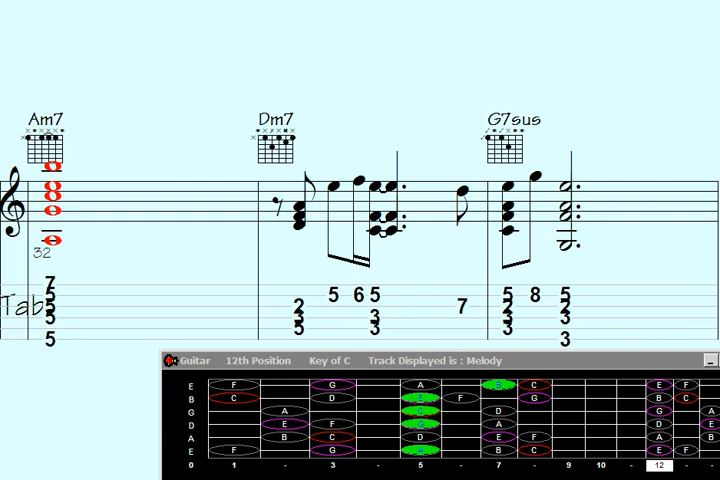 Am7 Dm7 G7sus
32
7
Tab 5 5 6 5 5 8 5
5 2 7 2 2
5 3 3 3 3
5 3 3
5 3
Guitar 12th Position Key of C Track Displayed is : Melody
E F G A B C E F
B C D E F G B C
G A C D G A
D E F G A D E
A B C D E F A B
E F G A B C E F
0 1 - 3 - 5 - 7 - 9 10 - 12 - -